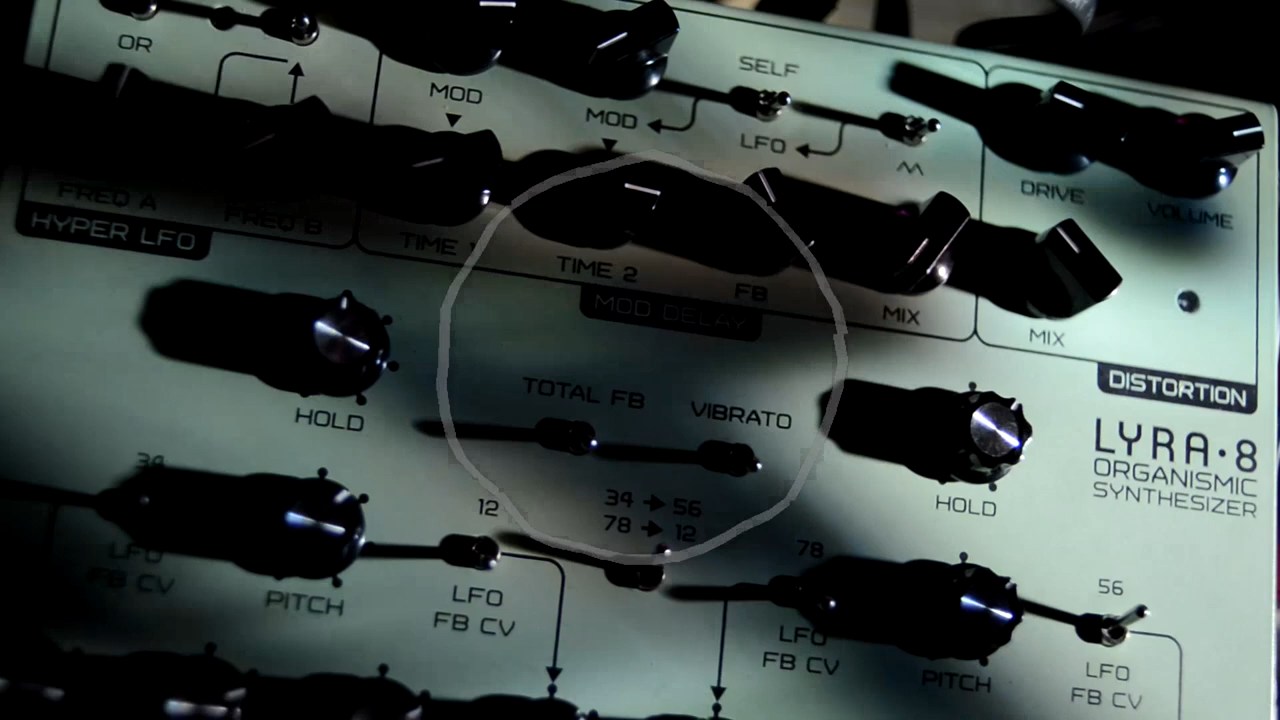 OR
SELF
MOD
MOD
LFO
DRIVE
VOLUME
FREQ A
FREQ B
HYPER LFO
TIME 1
TIME 2
FB
MIX
MIX
MOD DELAY
DISTORTION
TOTAL FB
VIBRATO
HOLD
HOLD
LYRA·8
ORGANISMIC
SYNTHESIZER
34
12
34 → 56
78 → 12
78
56
LFO
FB CV
PITCH
LFO
FB CV
LFO
FB CV
PITCH
LFO
FB CV